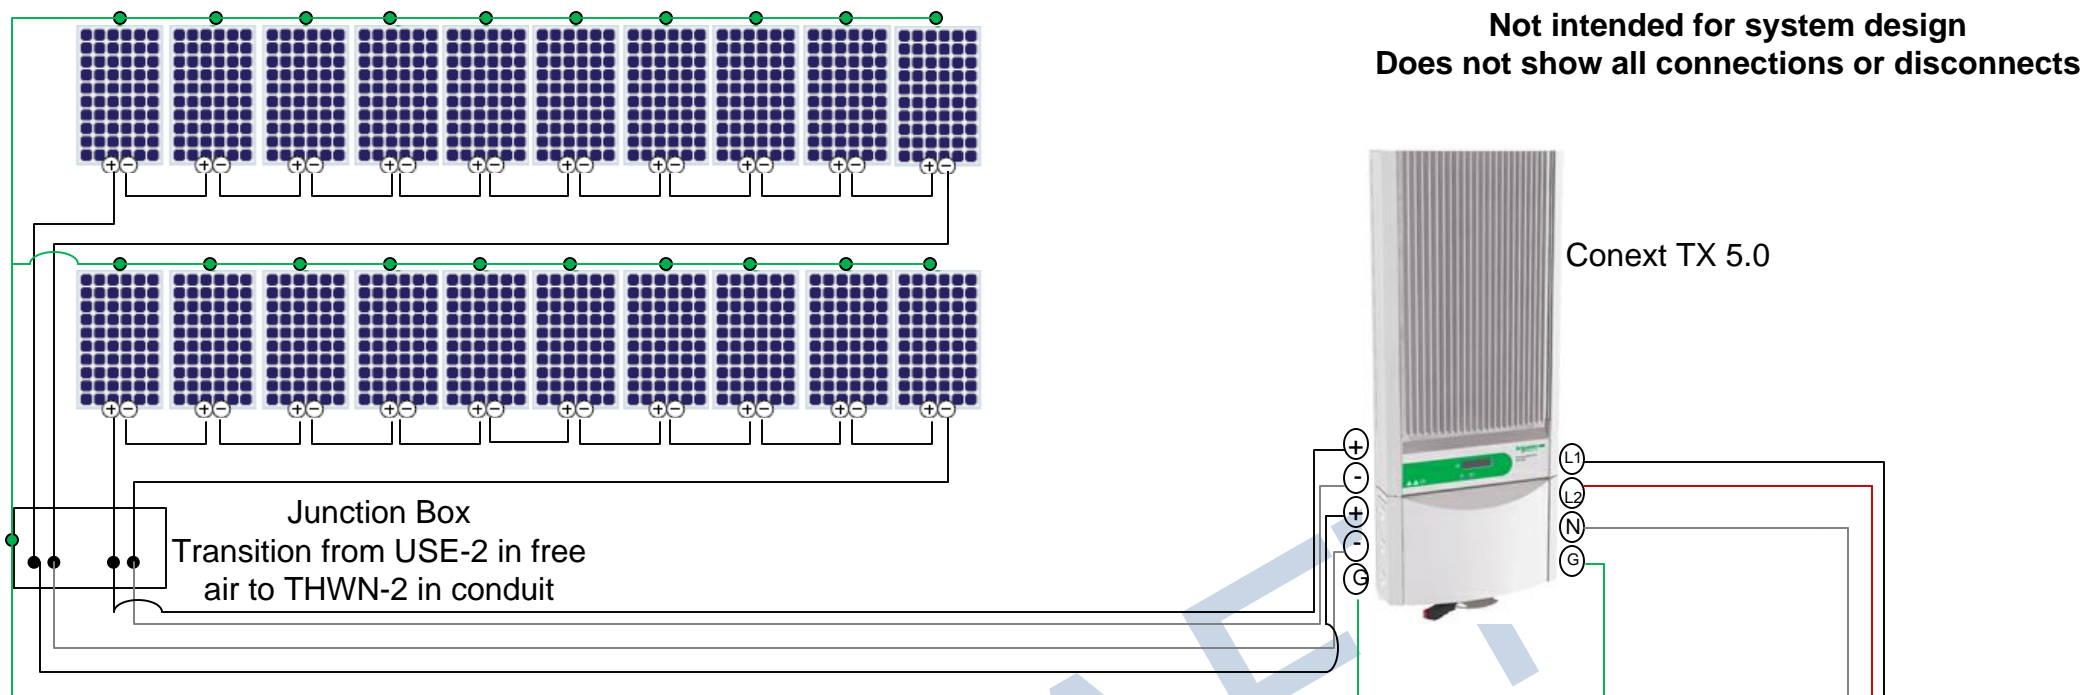 Not intended for system design
Does not show all connections or disconnects
Conext TX 5.0
Junction Box
Transition from USE-2 in free
air to THWN-2 in conduit
+
-
+
-
G
L1
L2
N
G